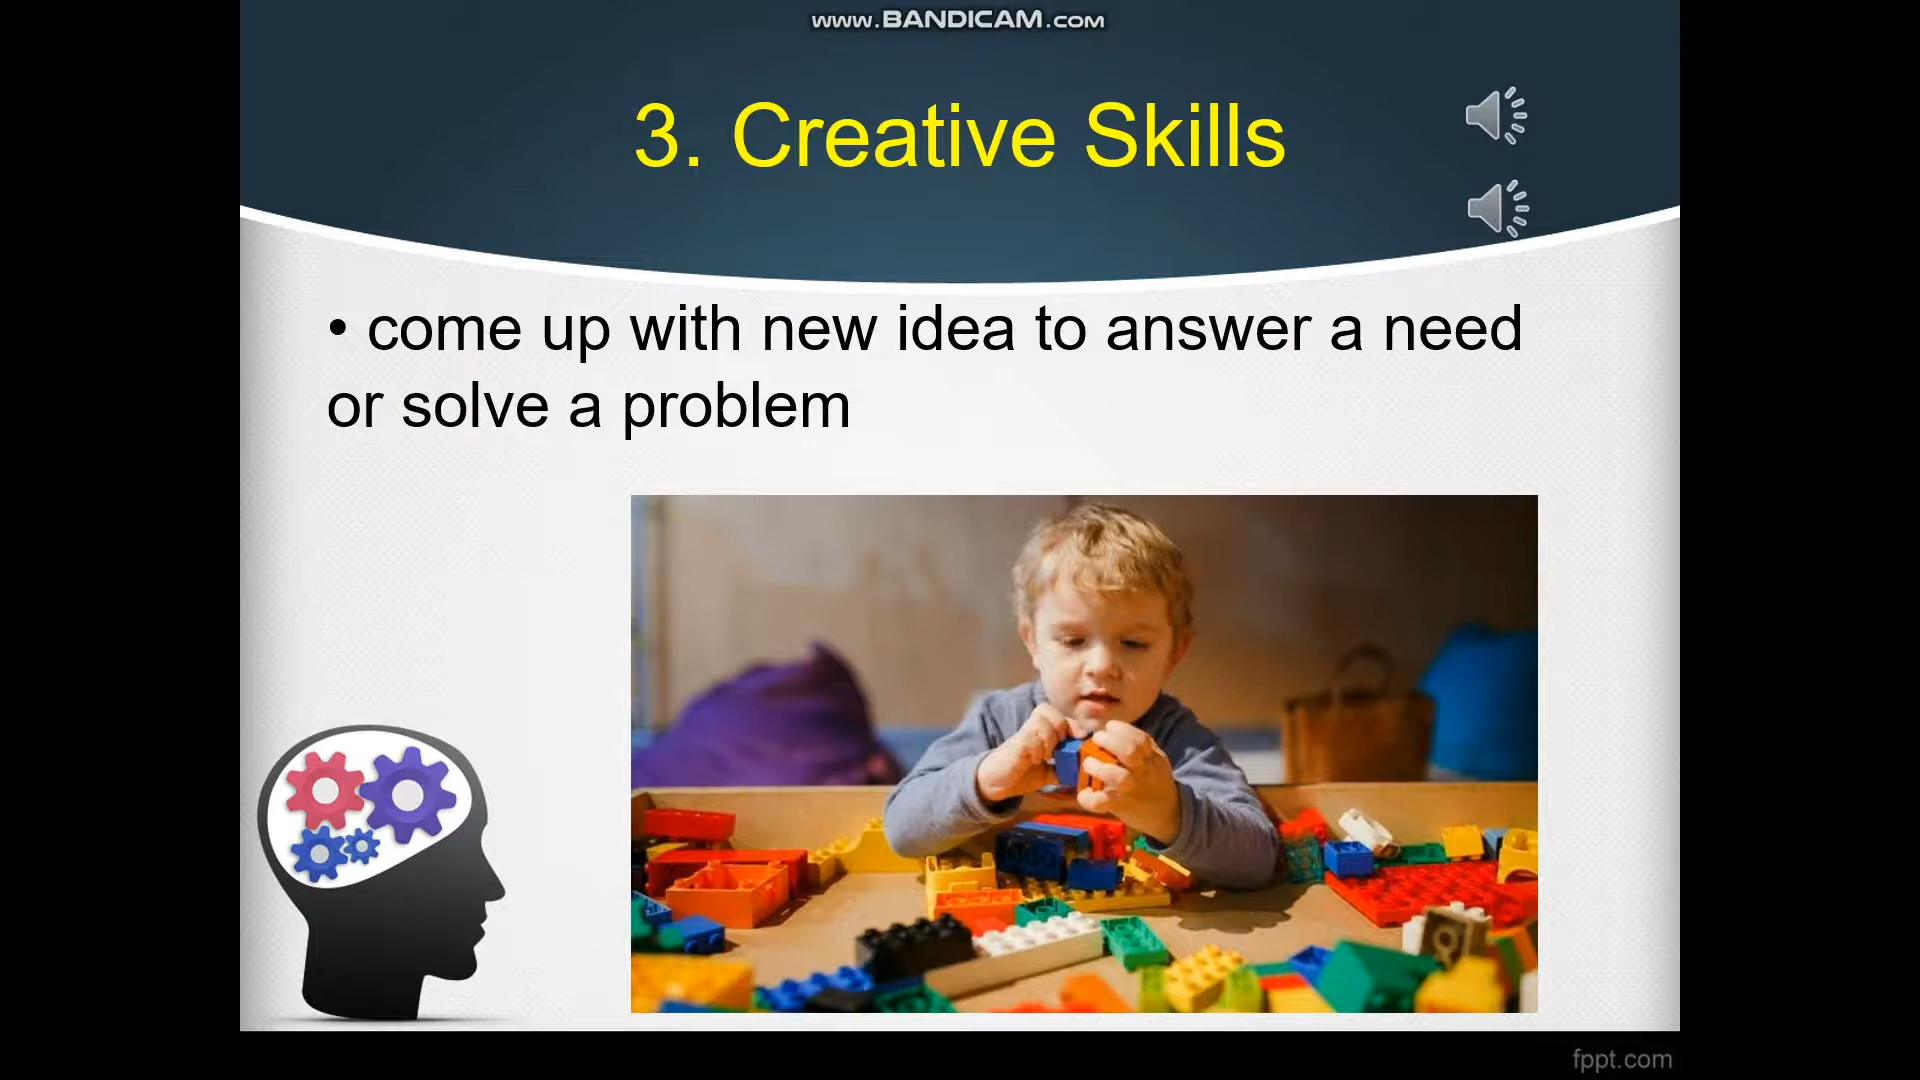 www.BANDICAM.com
3. Creative Skills
• come up with new idea to answer a need
or solve a problem
fppt.com